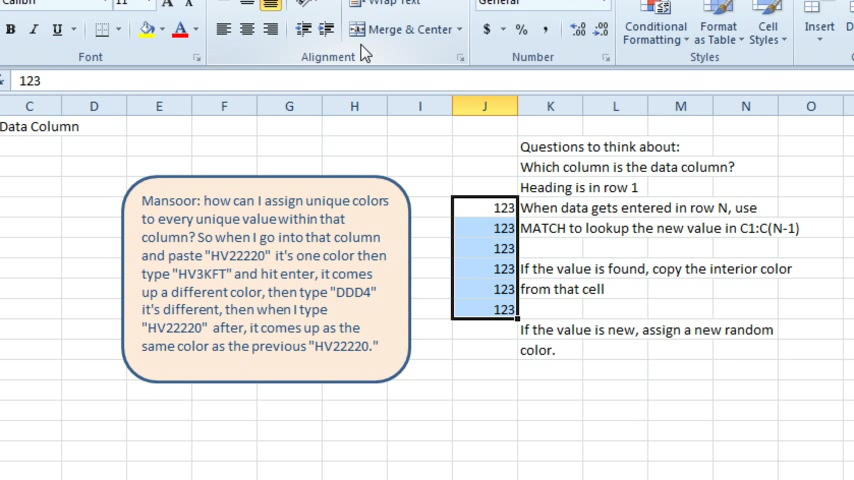 Calibri
11
A
A
Wrap Text
General
B I U
A
Merge & Center
$ % ,
.0 .00
.00 .0
Conditional
Formatting
Format
as Table
Cell
Styles
Insert
Font
Alignment
Number
Styles
123
C D E F G H I J K L M N O
Data Column
Mansoor: how can I assign unique colors
to every unique value within that
column? So when I go into that column
and paste "HV22220" it's one color then
type "HV3KFT" and hit enter, it comes
up a different color, then type "DDD4"
it's different, then when I type
"HV22220" after, it comes up as the
same color as the previous "HV22220."
123
123
123
123
123
123
Questions to think about:
Which column is the data column?
Heading is in row 1
When data gets entered in row N, use
MATCH to lookup the new value in C1:C(N-1)
If the value is found, copy the interior color
from that cell
If the value is new, assign a new random
color.